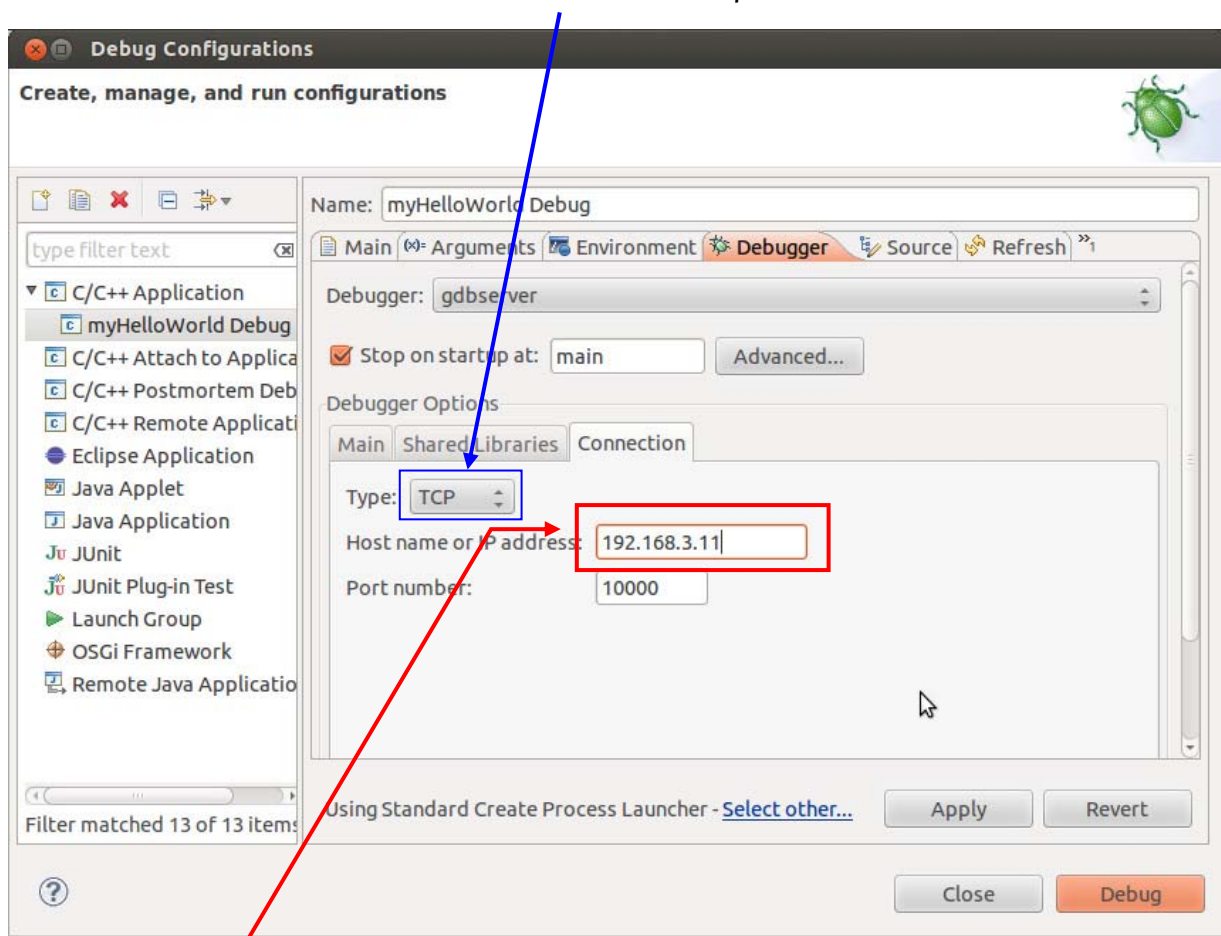 Debug Configurations
Create, manage, and run configurations
Name: myHelloWorld Debug
type filter text
Main Arguments Environment Debugger Source Refresh »1
C/C++ Application
myHelloWorld Debug
C/C++ Attach to Applica
C/C++ Postmortem Deb
C/C++ Remote Applicati
Eclipse Application
Java Applet
Java Application
JUnit
JUnit Plug-in Test
Launch Group
OSGi Framework
Remote Java Applicatio
Filter matched 13 of 13 items
Debugger: gdbserver
Stop on startup at: main Advanced...
Debugger Options
Main Shared Libraries Connection
Type: TCP
Host name or IP address: 192.168.3.11
Port number: 10000
Using Standard Create Process Launcher - Select other... Apply Revert
Close Debug